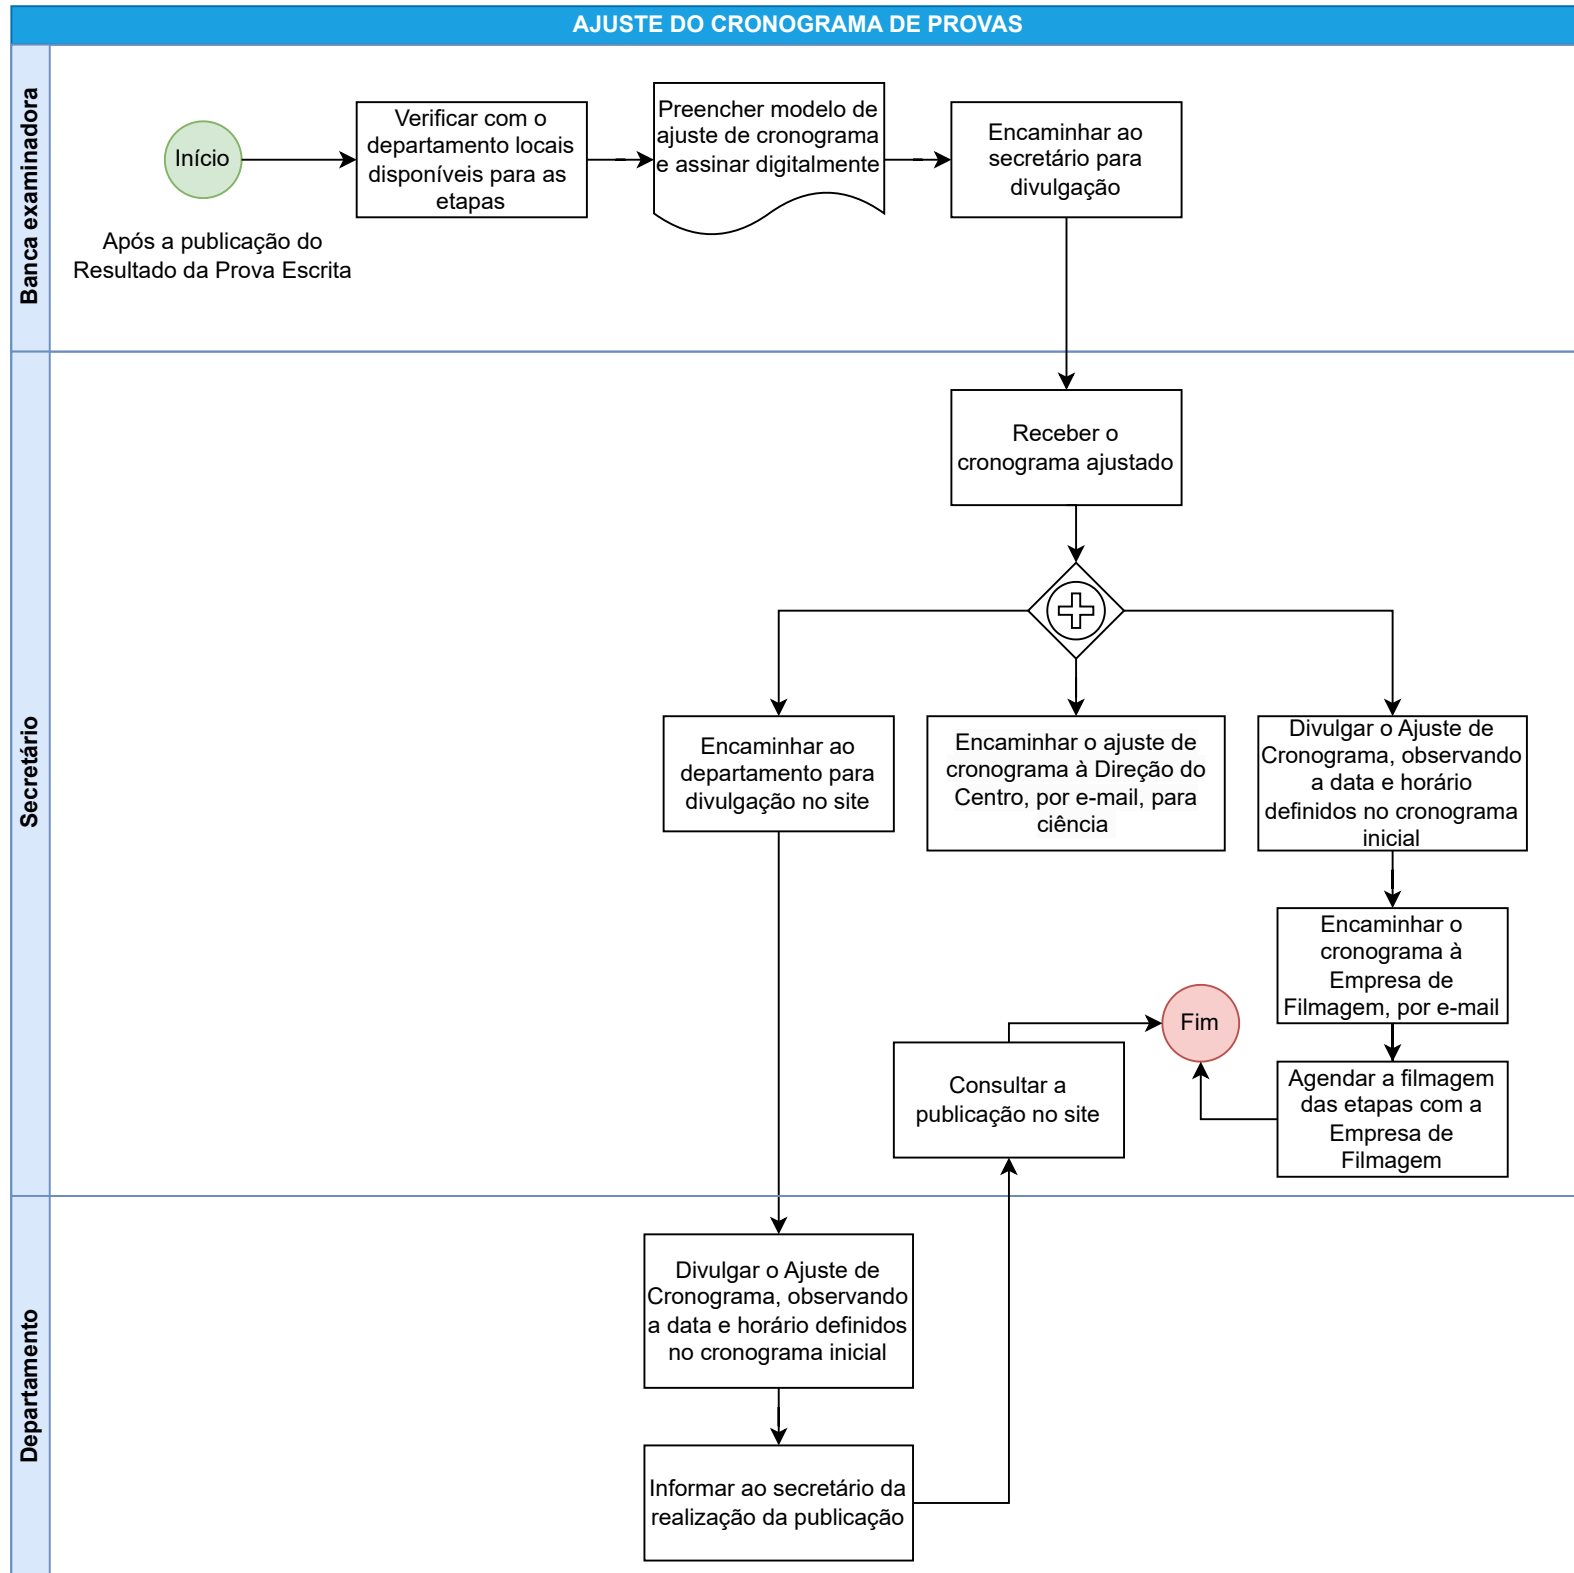 AJUSTE DO CRONOGRAMA DE PROVAS
Banca examinadora
Início
Após a publicação do
Resultado da Prova Escrita
Verificar com o
departamento locais
disponíveis para as
etapas
Preencher modelo de
ajuste de cronograma
e assinar digitalmente
Encaminhar ao
secretário para
divulgação
Secretário
Receber o
cronograma ajustado
Encaminhar ao
departamento para
divulgação no site
Encaminhar o ajuste de
cronograma à Direção do
Centro, por e-mail, para
ciência
Divulgar o Ajuste de
Cronograma, observando
a data e horário
definidos no cronograma
inicial
Encaminhar o
cronograma à
Empresa de
Filmagem, por e-mail
Fim
Consultar a
publicação no site
Agendar a filmagem
das etapas com a
Empresa de
Filmagem
Departamento
Divulgar o Ajuste de
Cronograma, observando
a data e horário definidos
no cronograma inicial
Informar ao secretário da
realização da publicação